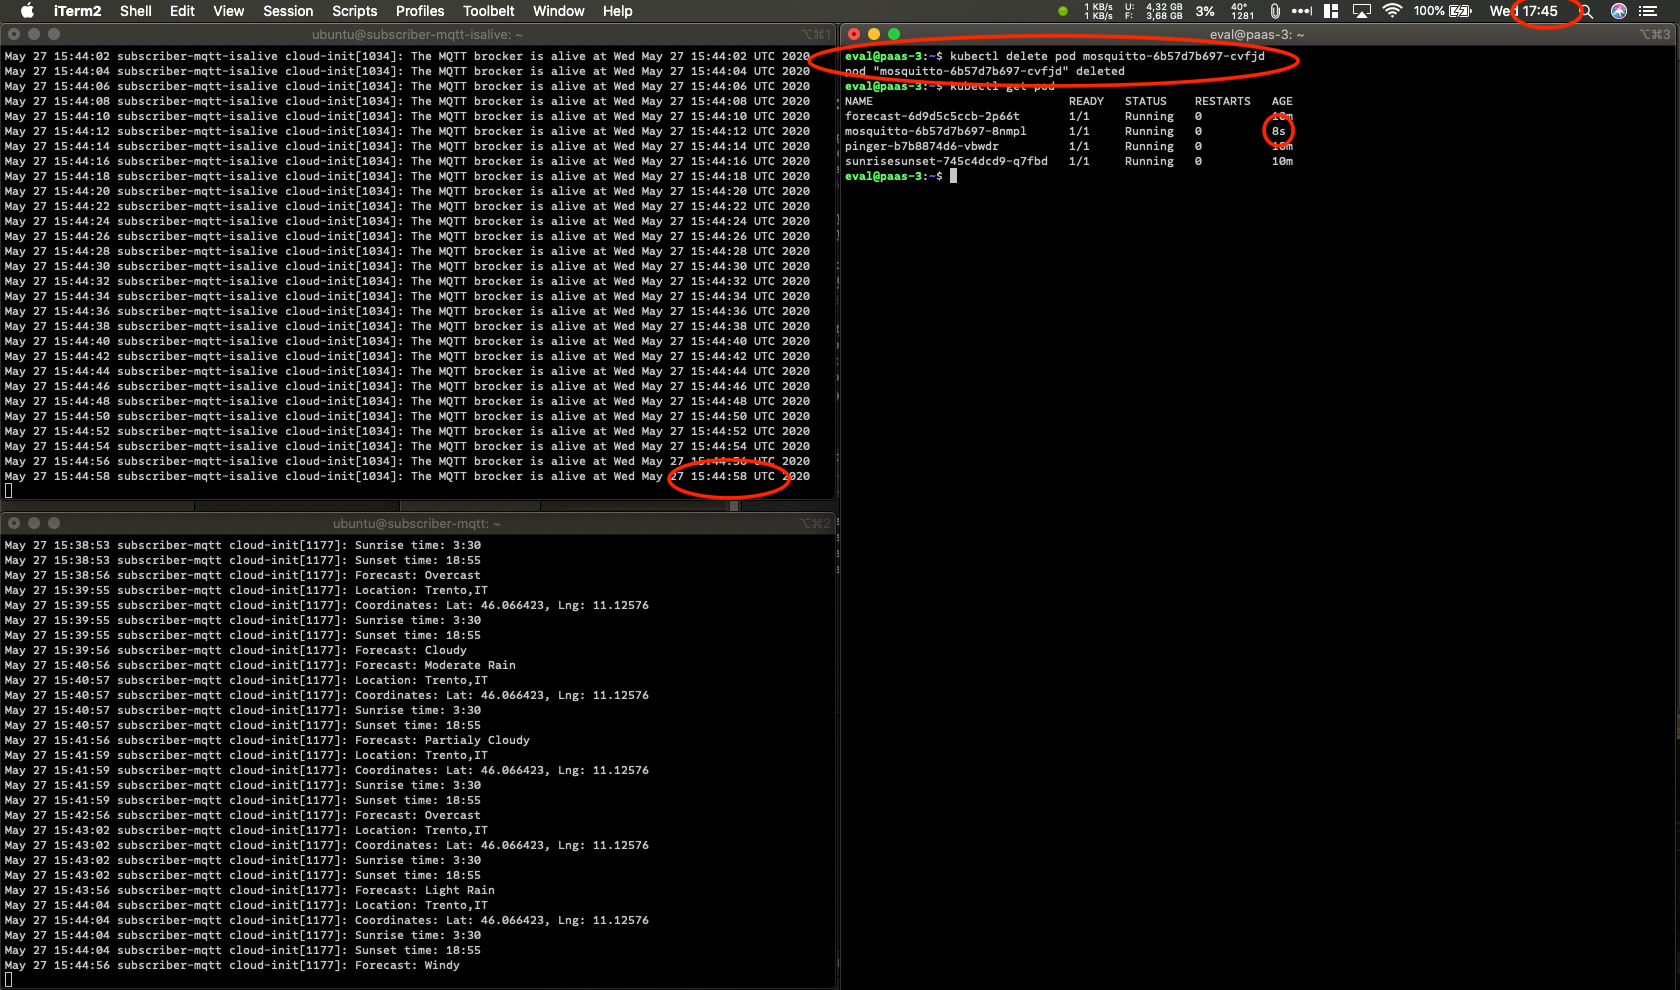 iTerm2 Shell Edit View Session Scripts Profiles Toolbelt Window Help
1 KB/s U: 4,32 GB 3% 40° 100% Wed 17:45
1 KB/s F: 3,68 GB 1281
ubuntu@subscriber-mqtt-isalive: ~ ⌥⌘1
May 27 15:44:02 subscriber-mqtt-isalive cloud-init[1034]: The MQTT brocker is alive at Wed May 27 15:44:02 UTC 2020
May 27 15:44:04 subscriber-mqtt-isalive cloud-init[1034]: The MQTT brocker is alive at Wed May 27 15:44:04 UTC 2020
May 27 15:44:06 subscriber-mqtt-isalive cloud-init[1034]: The MQTT brocker is alive at Wed May 27 15:44:06 UTC 2020
May 27 15:44:08 subscriber-mqtt-isalive cloud-init[1034]: The MQTT brocker is alive at Wed May 27 15:44:08 UTC 2020
May 27 15:44:10 subscriber-mqtt-isalive cloud-init[1034]: The MQTT brocker is alive at Wed May 27 15:44:10 UTC 2020
May 27 15:44:12 subscriber-mqtt-isalive cloud-init[1034]: The MQTT brocker is alive at Wed May 27 15:44:12 UTC 2020
May 27 15:44:14 subscriber-mqtt-isalive cloud-init[1034]: The MQTT brocker is alive at Wed May 27 15:44:14 UTC 2020
May 27 15:44:16 subscriber-mqtt-isalive cloud-init[1034]: The MQTT brocker is alive at Wed May 27 15:44:16 UTC 2020
May 27 15:44:18 subscriber-mqtt-isalive cloud-init[1034]: The MQTT brocker is alive at Wed May 27 15:44:18 UTC 2020
May 27 15:44:20 subscriber-mqtt-isalive cloud-init[1034]: The MQTT brocker is alive at Wed May 27 15:44:20 UTC 2020
May 27 15:44:22 subscriber-mqtt-isalive cloud-init[1034]: The MQTT brocker is alive at Wed May 27 15:44:22 UTC 2020
May 27 15:44:24 subscriber-mqtt-isalive cloud-init[1034]: The MQTT brocker is alive at Wed May 27 15:44:24 UTC 2020
May 27 15:44:26 subscriber-mqtt-isalive cloud-init[1034]: The MQTT brocker is alive at Wed May 27 15:44:26 UTC 2020
May 27 15:44:28 subscriber-mqtt-isalive cloud-init[1034]: The MQTT brocker is alive at Wed May 27 15:44:28 UTC 2020
May 27 15:44:30 subscriber-mqtt-isalive cloud-init[1034]: The MQTT brocker is alive at Wed May 27 15:44:30 UTC 2020
May 27 15:44:32 subscriber-mqtt-isalive cloud-init[1034]: The MQTT brocker is alive at Wed May 27 15:44:32 UTC 2020
May 27 15:44:34 subscriber-mqtt-isalive cloud-init[1034]: The MQTT brocker is alive at Wed May 27 15:44:34 UTC 2020
May 27 15:44:36 subscriber-mqtt-isalive cloud-init[1034]: The MQTT brocker is alive at Wed May 27 15:44:36 UTC 2020
May 27 15:44:38 subscriber-mqtt-isalive cloud-init[1034]: The MQTT brocker is alive at Wed May 27 15:44:38 UTC 2020
May 27 15:44:40 subscriber-mqtt-isalive cloud-init[1034]: The MQTT brocker is alive at Wed May 27 15:44:40 UTC 2020
May 27 15:44:42 subscriber-mqtt-isalive cloud-init[1034]: The MQTT brocker is alive at Wed May 27 15:44:42 UTC 2020
May 27 15:44:44 subscriber-mqtt-isalive cloud-init[1034]: The MQTT brocker is alive at Wed May 27 15:44:44 UTC 2020
May 27 15:44:46 subscriber-mqtt-isalive cloud-init[1034]: The MQTT brocker is alive at Wed May 27 15:44:46 UTC 2020
May 27 15:44:48 subscriber-mqtt-isalive cloud-init[1034]: The MQTT brocker is alive at Wed May 27 15:44:48 UTC 2020
May 27 15:44:50 subscriber-mqtt-isalive cloud-init[1034]: The MQTT brocker is alive at Wed May 27 15:44:50 UTC 2020
May 27 15:44:52 subscriber-mqtt-isalive cloud-init[1034]: The MQTT brocker is alive at Wed May 27 15:44:52 UTC 2020
May 27 15:44:54 subscriber-mqtt-isalive cloud-init[1034]: The MQTT brocker is alive at Wed May 27 15:44:54 UTC 2020
May 27 15:44:56 subscriber-mqtt-isalive cloud-init[1034]: The MQTT brocker is alive at Wed May 27 15:44:56 UTC 2020
May 27 15:44:58 subscriber-mqtt-isalive cloud-init[1034]: The MQTT brocker is alive at Wed May 27 15:44:58 UTC 2020
ubuntu@subscriber-mqtt: ~ ⌥⌘2
May 27 15:38:53 subscriber-mqtt cloud-init[1177]: Sunrise time: 3:30
May 27 15:38:53 subscriber-mqtt cloud-init[1177]: Sunset time: 18:55
May 27 15:38:56 subscriber-mqtt cloud-init[1177]: Forecast: Overcast
May 27 15:39:55 subscriber-mqtt cloud-init[1177]: Location: Trento,IT
May 27 15:39:55 subscriber-mqtt cloud-init[1177]: Coordinates: Lat: 46.066423, Lng: 11.12576
May 27 15:39:55 subscriber-mqtt cloud-init[1177]: Sunrise time: 3:30
May 27 15:39:55 subscriber-mqtt cloud-init[1177]: Sunset time: 18:55
May 27 15:39:56 subscriber-mqtt cloud-init[1177]: Forecast: Cloudy
May 27 15:40:56 subscriber-mqtt cloud-init[1177]: Forecast: Moderate Rain
May 27 15:40:57 subscriber-mqtt cloud-init[1177]: Location: Trento,IT
May 27 15:40:57 subscriber-mqtt cloud-init[1177]: Coordinates: Lat: 46.066423, Lng: 11.12576
May 27 15:40:57 subscriber-mqtt cloud-init[1177]: Sunrise time: 3:30
May 27 15:40:57 subscriber-mqtt cloud-init[1177]: Sunset time: 18:55
May 27 15:41:56 subscriber-mqtt cloud-init[1177]: Forecast: Partialy Cloudy
May 27 15:41:59 subscriber-mqtt cloud-init[1177]: Location: Trento,IT
May 27 15:41:59 subscriber-mqtt cloud-init[1177]: Coordinates: Lat: 46.066423, Lng: 11.12576
May 27 15:41:59 subscriber-mqtt cloud-init[1177]: Sunrise time: 3:30
May 27 15:41:59 subscriber-mqtt cloud-init[1177]: Sunset time: 18:55
May 27 15:42:56 subscriber-mqtt cloud-init[1177]: Forecast: Overcast
May 27 15:43:02 subscriber-mqtt cloud-init[1177]: Location: Trento,IT
May 27 15:43:02 subscriber-mqtt cloud-init[1177]: Coordinates: Lat: 46.066423, Lng: 11.12576
May 27 15:43:02 subscriber-mqtt cloud-init[1177]: Sunrise time: 3:30
May 27 15:43:02 subscriber-mqtt cloud-init[1177]: Sunset time: 18:55
May 27 15:43:56 subscriber-mqtt cloud-init[1177]: Forecast: Light Rain
May 27 15:44:04 subscriber-mqtt cloud-init[1177]: Location: Trento,IT
May 27 15:44:04 subscriber-mqtt cloud-init[1177]: Coordinates: Lat: 46.066423, Lng: 11.12576
May 27 15:44:04 subscriber-mqtt cloud-init[1177]: Sunrise time: 3:30
May 27 15:44:04 subscriber-mqtt cloud-init[1177]: Sunset time: 18:55
May 27 15:44:56 subscriber-mqtt cloud-init[1177]: Forecast: Windy
eval@paas-3: ~ ⌥⌘3
eval@paas-3:~$ kubectl delete pod mosquitto-6b57d7b697-cvfjd
pod "mosquitto-6b57d7b697-cvfjd" deleted
eval@paas-3:~$ kubectl get pod
NAME READY STATUS RESTARTS AGE
forecast-6d9d5c5ccb-2p66t 1/1 Running 0 10m
mosquitto-6b57d7b697-8nmpl 1/1 Running 0 8s
pinger-b7b8874d6-vbwdr 1/1 Running 0 10m
sunrisesunset-745c4dcd9-q7fbd 1/1 Running 0 10m
eval@paas-3:~$